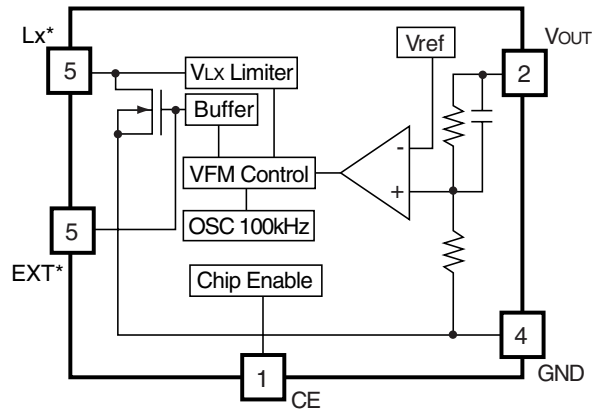 Lx*
5
VLX Limiter
Vref
VOUT
2
Buffer
-
VFM Control
+
OSC 100kHz
5
EXT*
Chip Enable
4
GND
1
CE